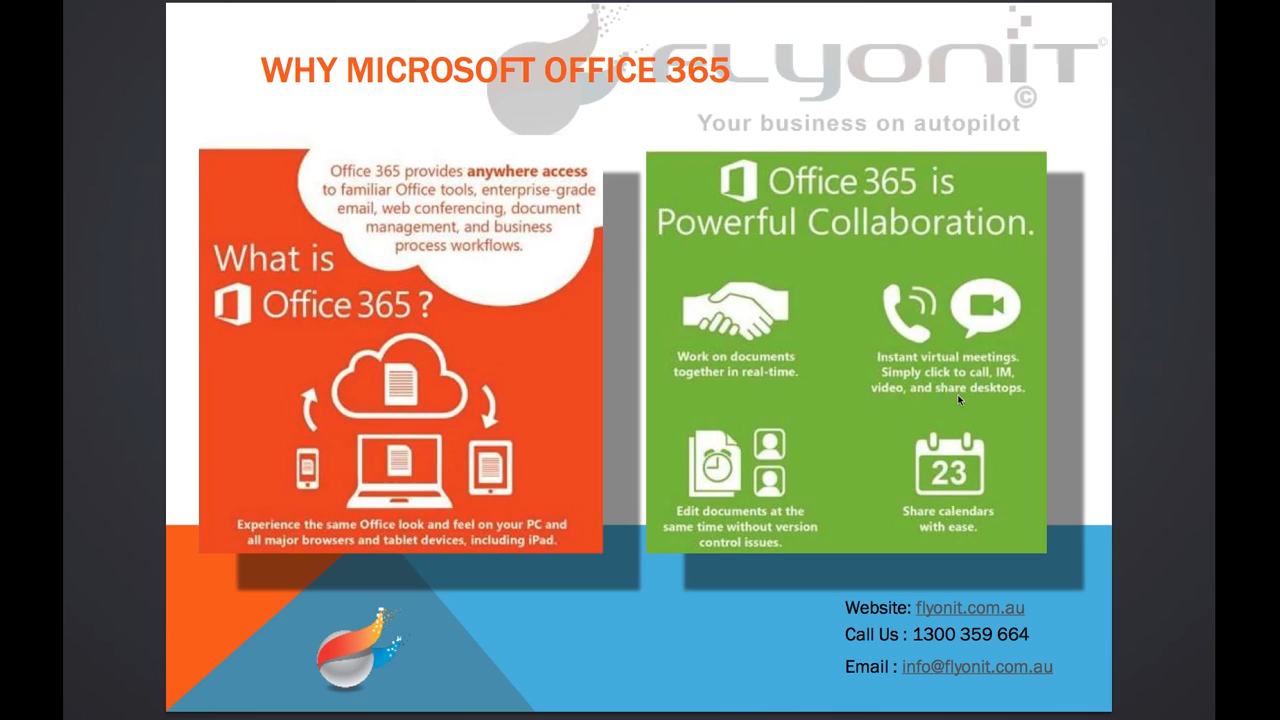 FLYONIT
©
©
WHY MICROSOFT OFFICE 365
Your business on autopilot
Office 365 provides anywhere access
to familiar Office tools, enterprise-grade
email, web conferencing, document
management, and business
process workflows.
What is
Office 365 ?
Experience the same Office look and feel on your PC and
all major browsers and tablet devices, including iPad.
Office 365 is
Powerful Collaboration.
Work on documents
together in real-time.
Instant virtual meetings.
Simply click to call, IM,
video, and share desktops.
Edit documents at the
same time without version
control issues.
23
Share calendars
with ease.
Website: flyonit.com.au
Call Us : 1300 359 664
Email : info@flyonit.com.au